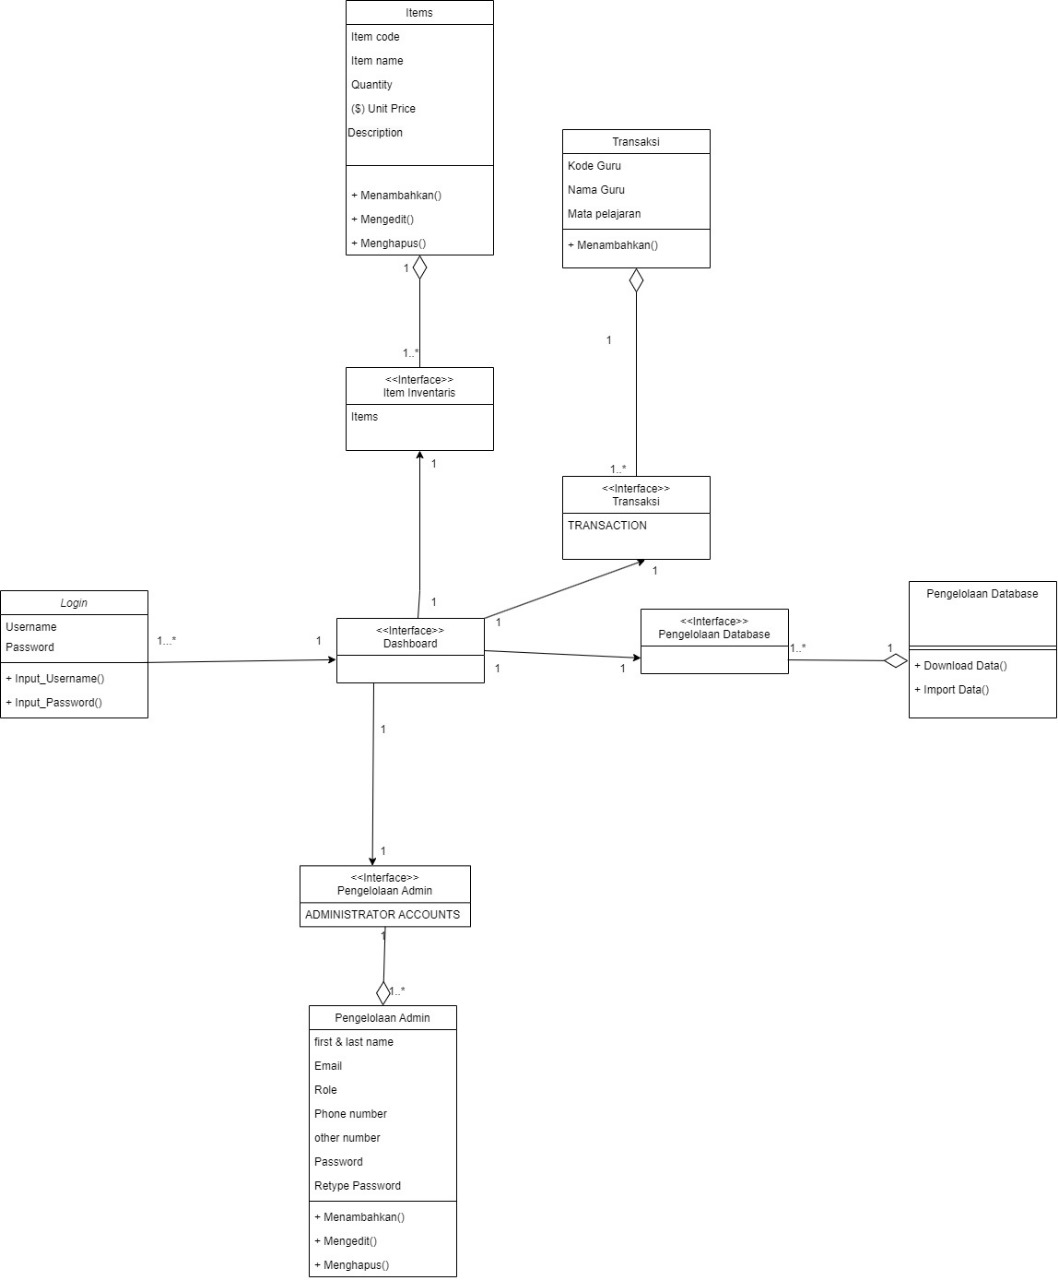 Items
Item code
Item name
Quantity
($) Unit Price
Description
+ Menambahkan()
+ Mengedit()
+ Menghapus()
1
1..*
<<Interface>>
Item Inventaris
Items
1
1
Transaksi
Kode Guru
Nama Guru
Mata pelajaran
+ Menambahkan()
1
1..*
<<Interface>>
Transaksi
TRANSACTION
1
1
Login
Username
Password
+ Input_Username()
+ Input_Password()
1...*
1
<<Interface>>
Dashboard
1
1
<<Interface>>
Pengelolaan Database
1..*
1
Pengelolaan Database
+ Download Data()
+ Import Data()
1
1
<<Interface>>
Pengelolaan Admin
ADMINISTRATOR ACCOUNTS
1
1..*
Pengelolaan Admin
first & last name
Email
Role
Phone number
other number
Password
Retype Password
+ Menambahkan()
+ Mengedit()
+ Menghapus()